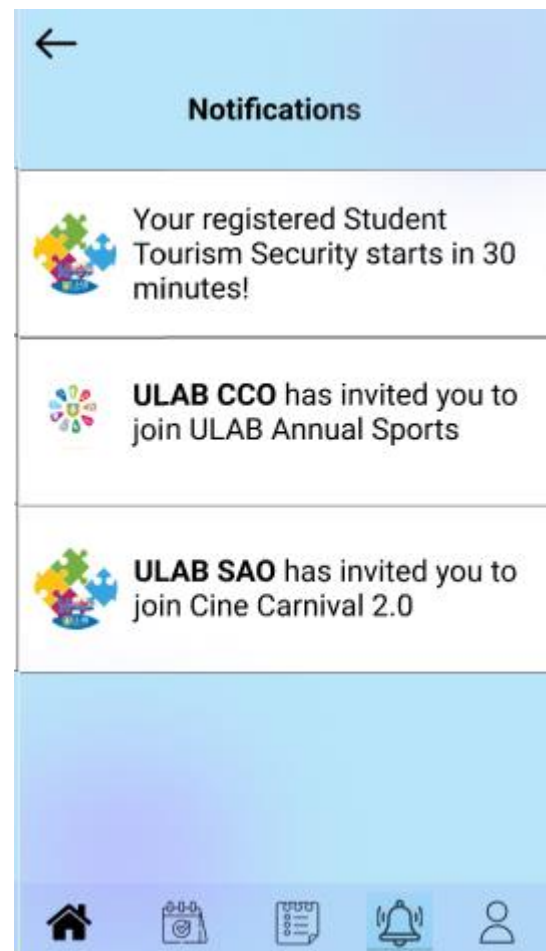 Notifications
Your registered Student
Tourism Security starts in 30
minutes!
ULAB CCO has invited you to
join ULAB Annual Sports
ULAB SAO has invited you to
join Cine Carnival 2.0